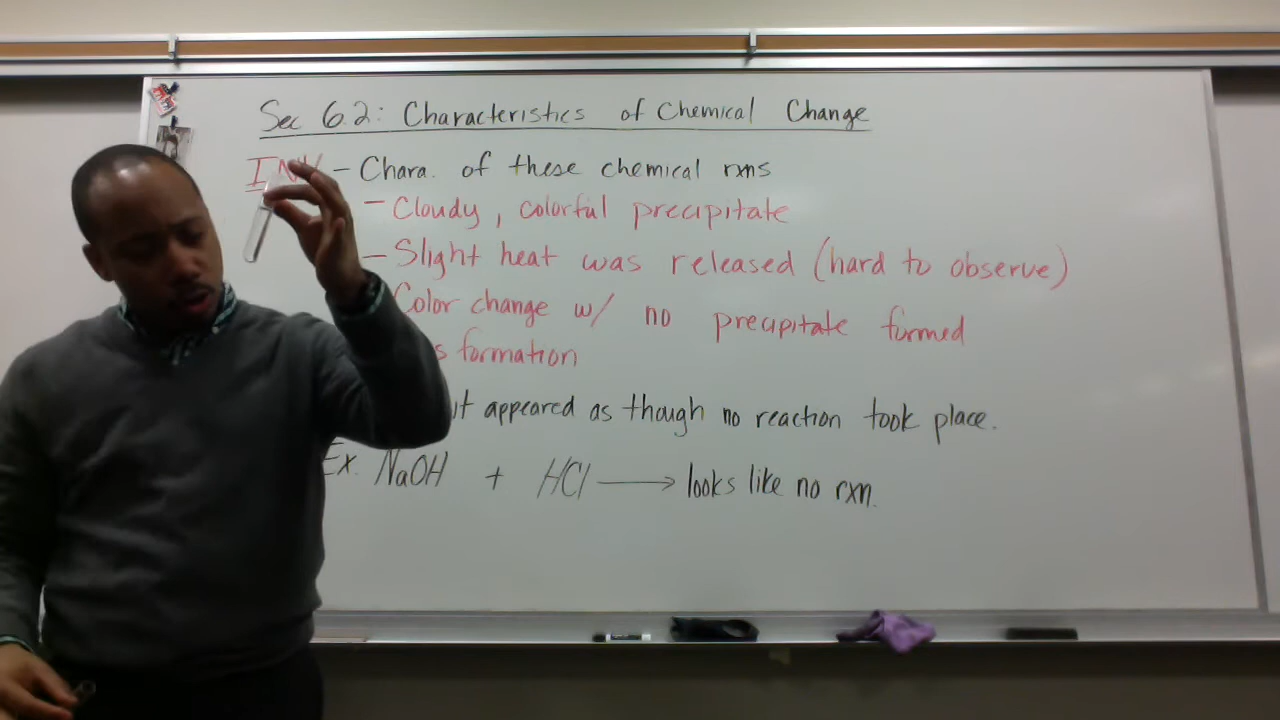 Sec 6.2: Characteristics of Chemical Change
- Chara. of these chemical rxns
- Cloudy, colorful precipitate
- Slight heat was released (hard to observe)
Color change w/ no precipitate formed
formation
it appeared as though no reaction took place.
Ex. NaOH + HCl ⟶ looks like no rxn.